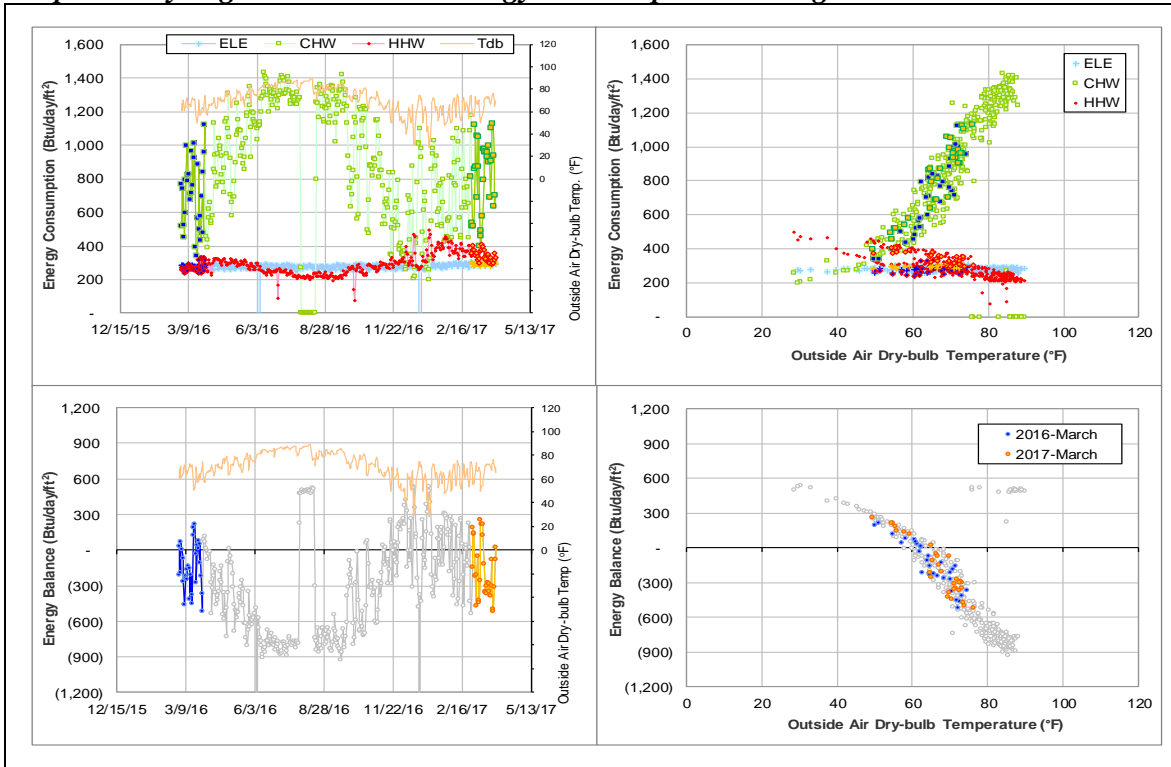 1,600
1,400
1,200
1,000
800
600
400
200
-
Energy Consumption (Btu/day/ft²)
ELE CHW HHW Tdb
120
100
80
60
40
20
0
Outside Air Dry-bulb Temp. (°F)
12/15/15 3/9/16 6/3/16 8/28/16 11/22/16 2/16/17 5/13/17
1,600
1,400
1,200
1,000
800
600
400
200
-
Energy Consumption (Btu/day/ft²)
ELE
CHW
HHW
0 20 40 60 80 100 120
Outside Air Dry-bulb Temperature (°F)
1,200
900
600
300
-
(300)
(600)
(900)
(1,200)
Energy Balance (Btu/day/ft²)
120
100
80
60
40
20
0
Outside Air Dry-bulb Temp (°F)
12/15/15 3/9/16 6/3/16 8/28/16 11/22/16 2/16/17 5/13/17
1,200
900
600
300
-
(300)
(600)
(900)
(1,200)
Energy Balance (Btu/day/ft²)
2016-March
2017-March
0 20 40 60 80 100 120
Outside Air Dry-bulb Temperature (°F)